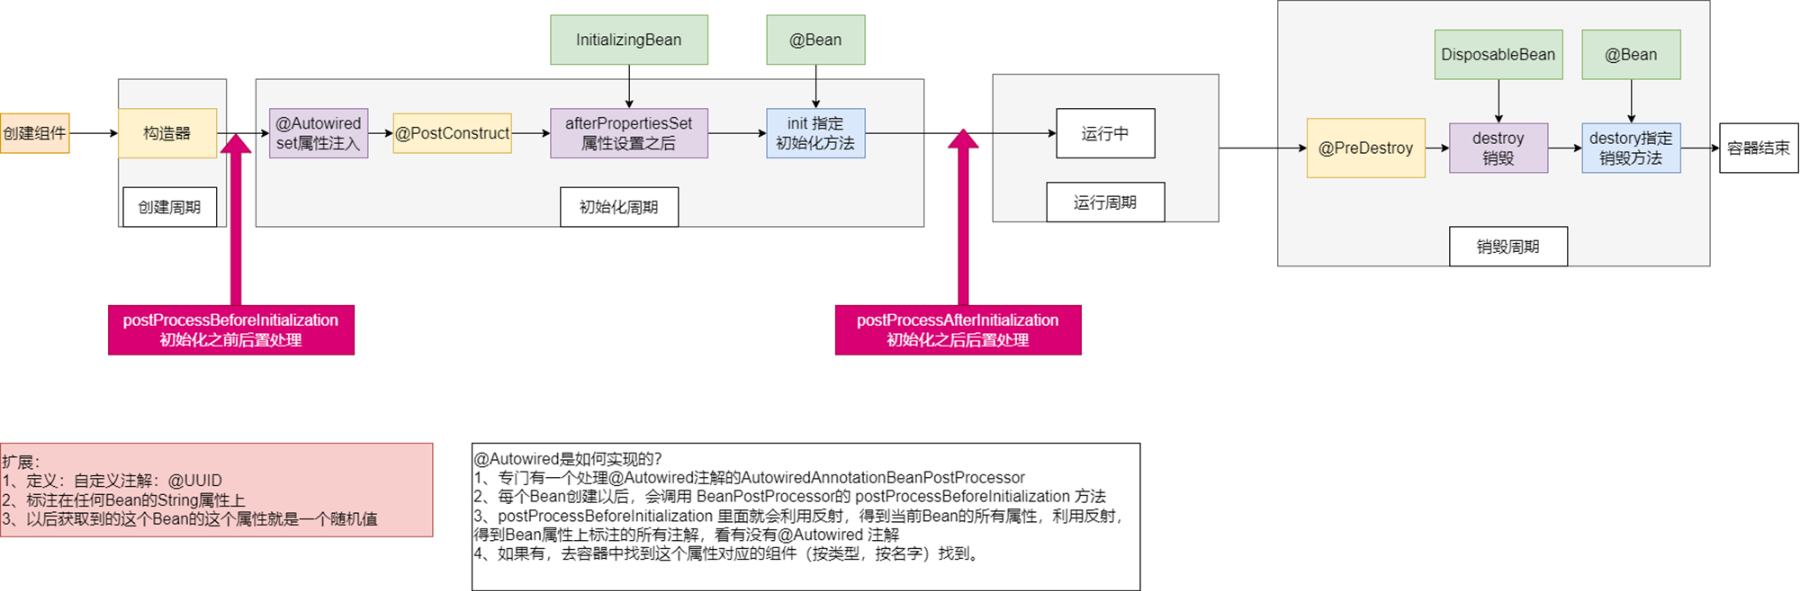 InitializingBean
@Bean
DisposableBean
@Bean
创建组件
构造器
@Autowired
set属性注入
@PostConstruct
afterPropertiesSet
属性设置之后
init 指定
初始化方法
运行中
@PreDestroy
destroy
销毁
destory指定
销毁方法
容器结束
创建周期
初始化周期
运行周期
销毁周期
postProcessBeforeInitialization
初始化之前后置处理
postProcessAfterInitialization
初始化之后后置处理
扩展：
1、定义：自定义注解：@UUID
2、标注在任何Bean的String属性上
3、以后获取到的这个Bean的这个属性就是一个随机值
@Autowired是如何实现的？
1、专门有一个处理@Autowired注解的AutowiredAnnotationBeanPostProcessor
2、每个Bean创建以后，会调用 BeanPostProcessor的 postProcessBeforeInitialization 方法
3、postProcessBeforeInitialization 里面就会利用反射，得到当前Bean的所有属性，利用反射，
得到Bean属性上标注的所有注解，看有没有@Autowired 注解
4、如果有，去容器中找到这个属性对应的组件（按类型，按名字）找到。